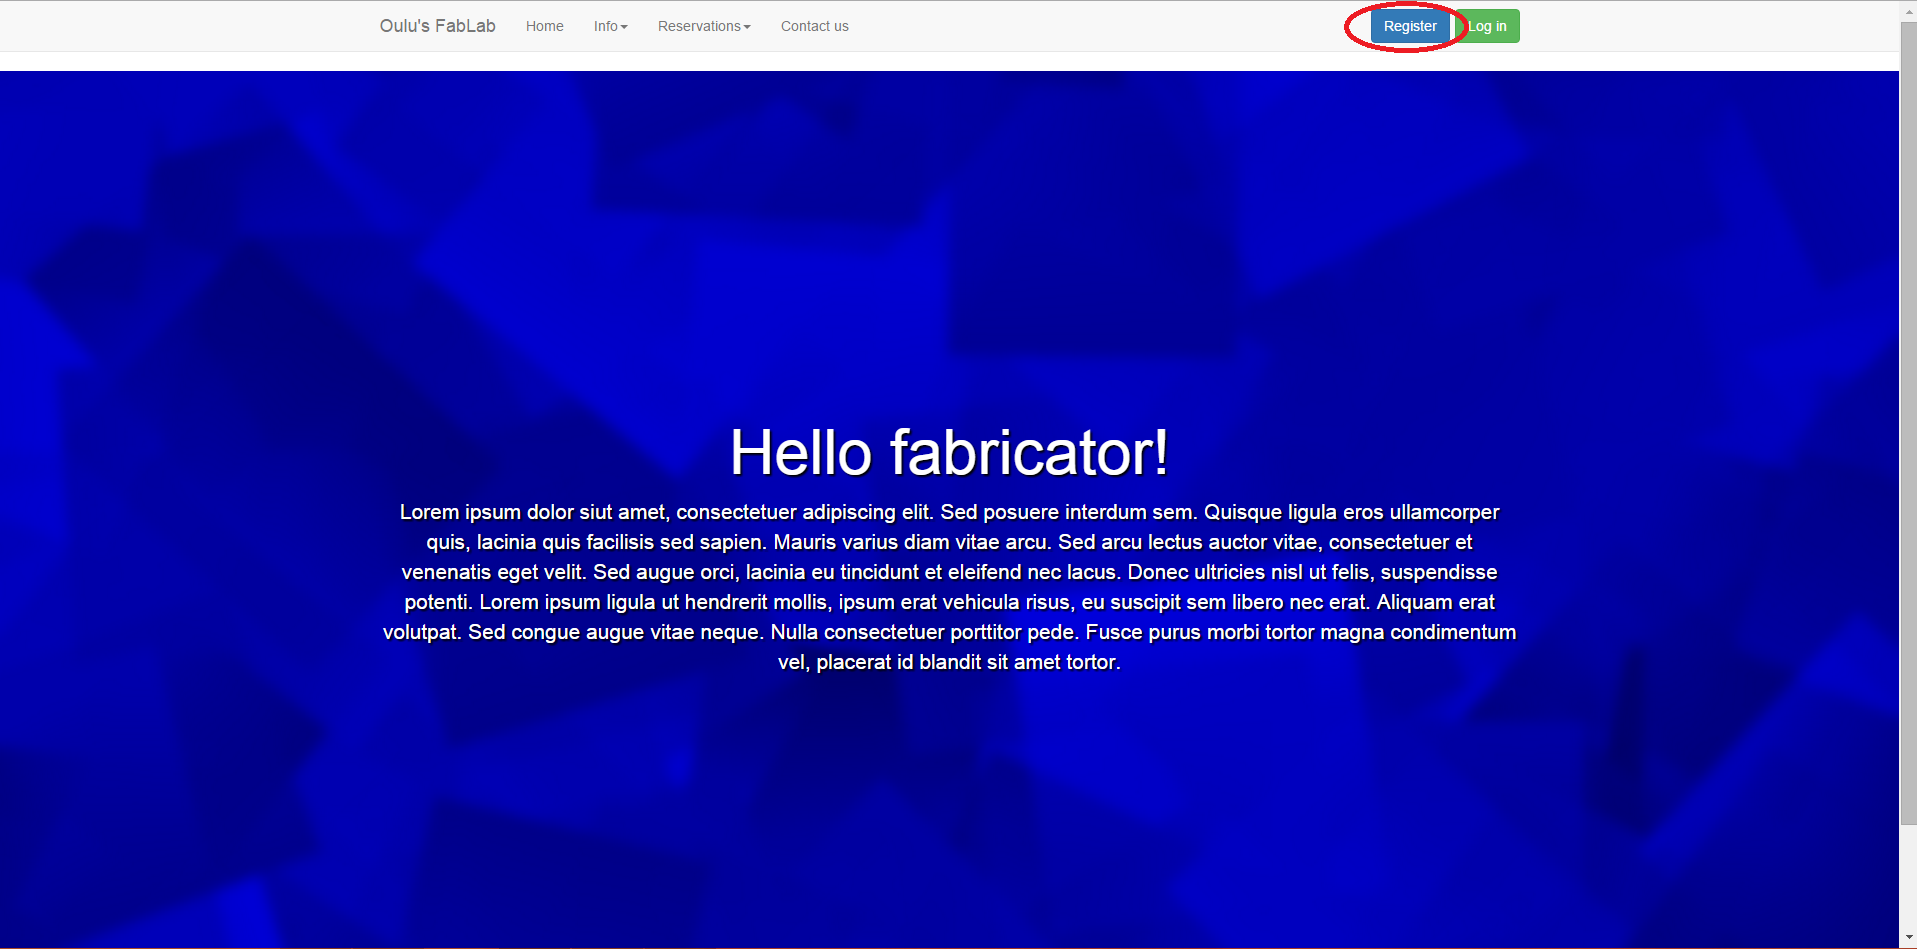 Oulu's FabLab Home Info Reservations Contact us Register Log in
Hello fabricator!
Lorem ipsum dolor siut amet, consectetuer adipiscing elit. Sed posuere interdum sem. Quisque ligula eros ullamcorper
quis, lacinia quis facilisis sed sapien. Mauris varius diam vitae arcu. Sed arcu lectus auctor vitae, consectetuer et
venenatis eget velit. Sed augue orci, lacinia eu tincidunt et eleifend nec lacus. Donec ultricies nisl ut felis, suspendisse
potenti. Lorem ipsum ligula ut hendrerit mollis, ipsum erat vehicula risus, eu suscipit sem libero nec erat. Aliquam erat
volutpat. Sed congue augue vitae neque. Nulla consectetuer porttitor pede. Fusce purus morbi tortor magna condimentum
vel, placerat id blandit sit amet tortor.